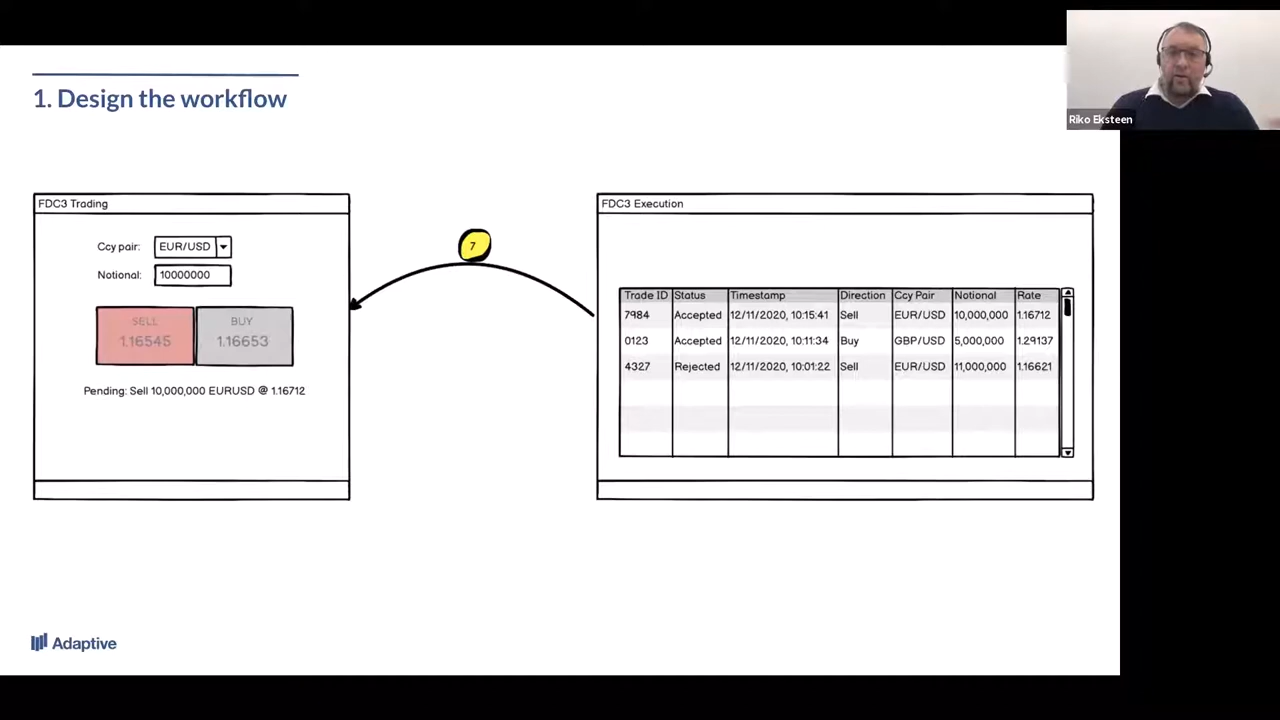 1. Design the workflow
Riko Eksteen
FDC3 Trading
Ccy pair: EUR/USD
Notional: 10000000
SELL BUY
1.16545 1.16653
Pending: Sell 10,000,000 EURUSD @ 1.16712
7
FDC3 Execution
Trade ID Status Timestamp Direction Ccy Pair Notional Rate
7984 Accepted 12/11/2020, 10:15:41 Sell EUR/USD 10,000,000 1.16712
0123 Accepted 12/11/2020, 10:11:34 Buy GBP/USD 5,000,000 1.29137
4327 Rejected 12/11/2020, 10:01:22 Sell EUR/USD 11,000,000 1.16621
Adaptive